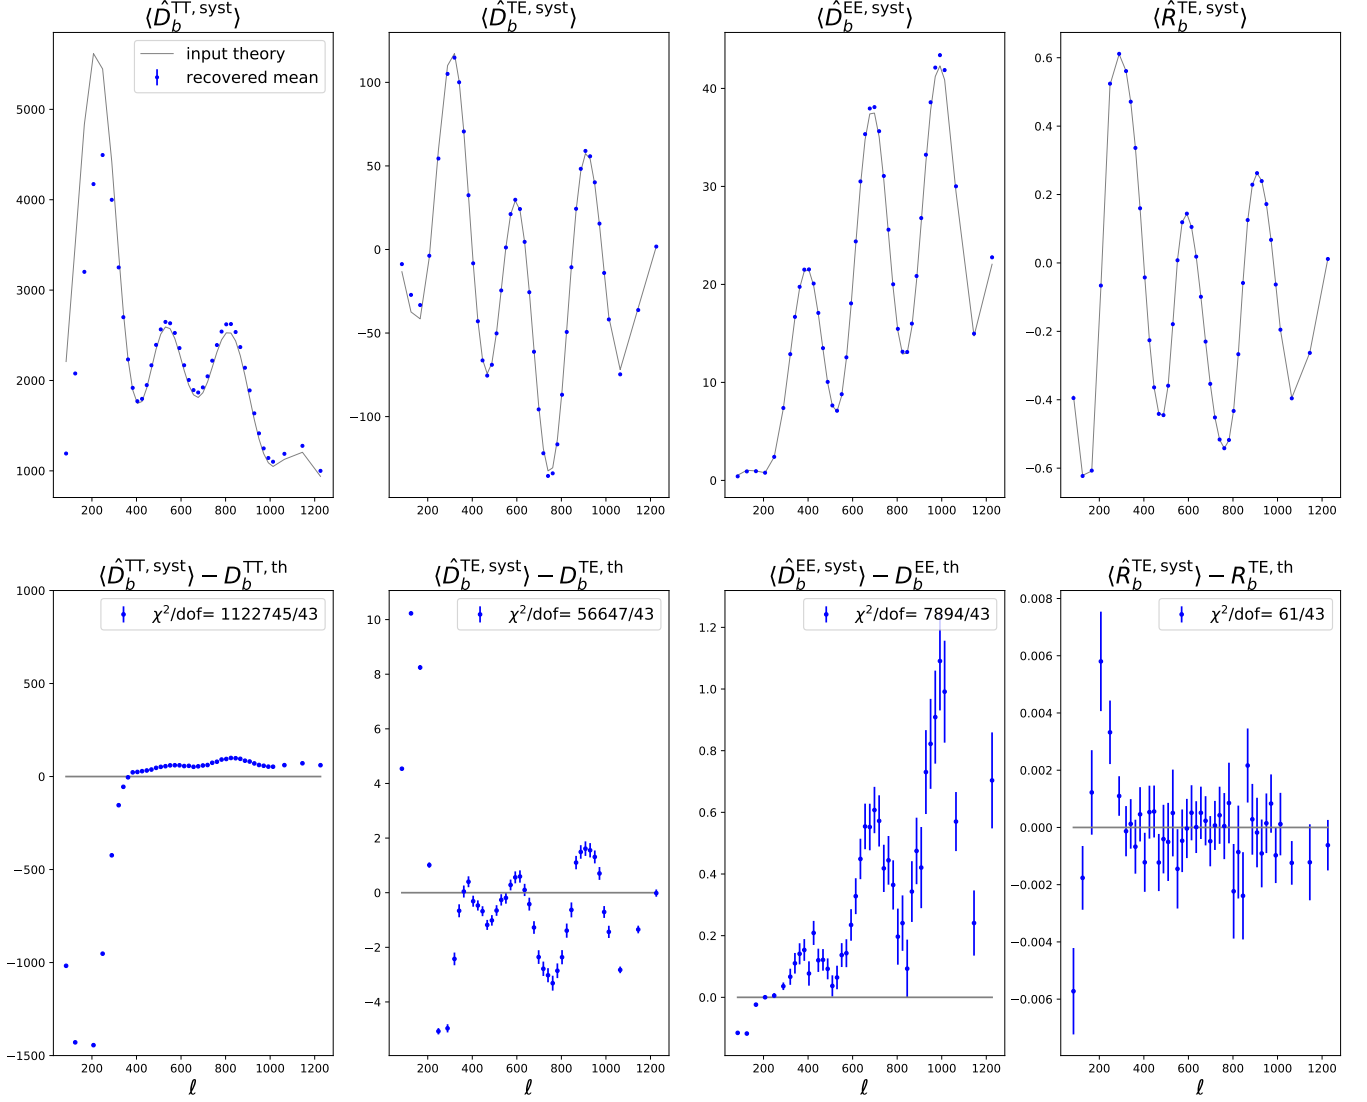 ⟨D̂_b^{TT, syst}⟩
⟨D̂_b^{TE, syst}⟩
⟨D̂_b^{EE, syst}⟩
⟨R̂_b^{TE, syst}⟩
input theory
recovered mean
5000
4000
3000
2000
1000
200 400 600 800 1000 1200
100
50
0
−50
−100
200 400 600 800 1000 1200
40
30
20
10
0
200 400 600 800 1000 1200
0.6
0.4
0.2
0.0
−0.2
−0.4
−0.6
200 400 600 800 1000 1200
⟨D̂_b^{TT, syst}⟩ − D_b^{TT, th}
⟨D̂_b^{TE, syst}⟩ − D_b^{TE, th}
⟨D̂_b^{EE, syst}⟩ − D_b^{EE, th}
⟨R̂_b^{TE, syst}⟩ − R_b^{TE, th}
χ²/dof= 1122745/43
1000
500
0
−500
−1000
−1500
200 400 600 800 1000 1200
ℓ
χ²/dof= 56647/43
10
8
6
4
2
0
−2
−4
200 400 600 800 1000 1200
ℓ
χ²/dof= 7894/43
1.2
1.0
0.8
0.6
0.4
0.2
0.0
200 400 600 800 1000 1200
ℓ
χ²/dof= 61/43
0.008
0.006
0.004
0.002
0.000
−0.002
−0.004
−0.006
200 400 600 800 1000 1200
ℓ